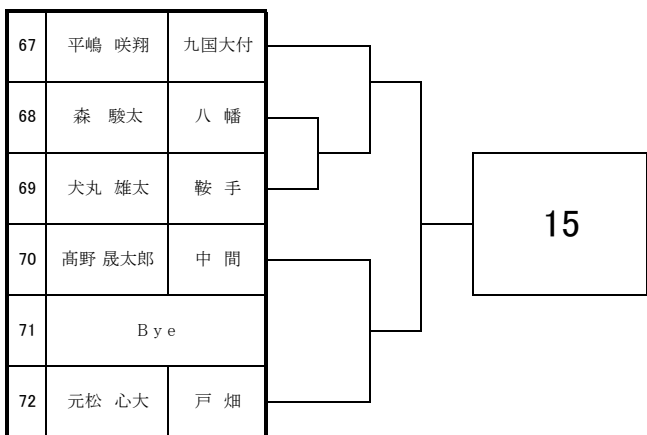 67 平嶋 咲翔 九国大付
68 森 駿太 八 幡
69 犬丸 雄太 鞍 手
70 髙野 晟太郎 中 間
15
71 Bye
72 元松 心大 戸 畑